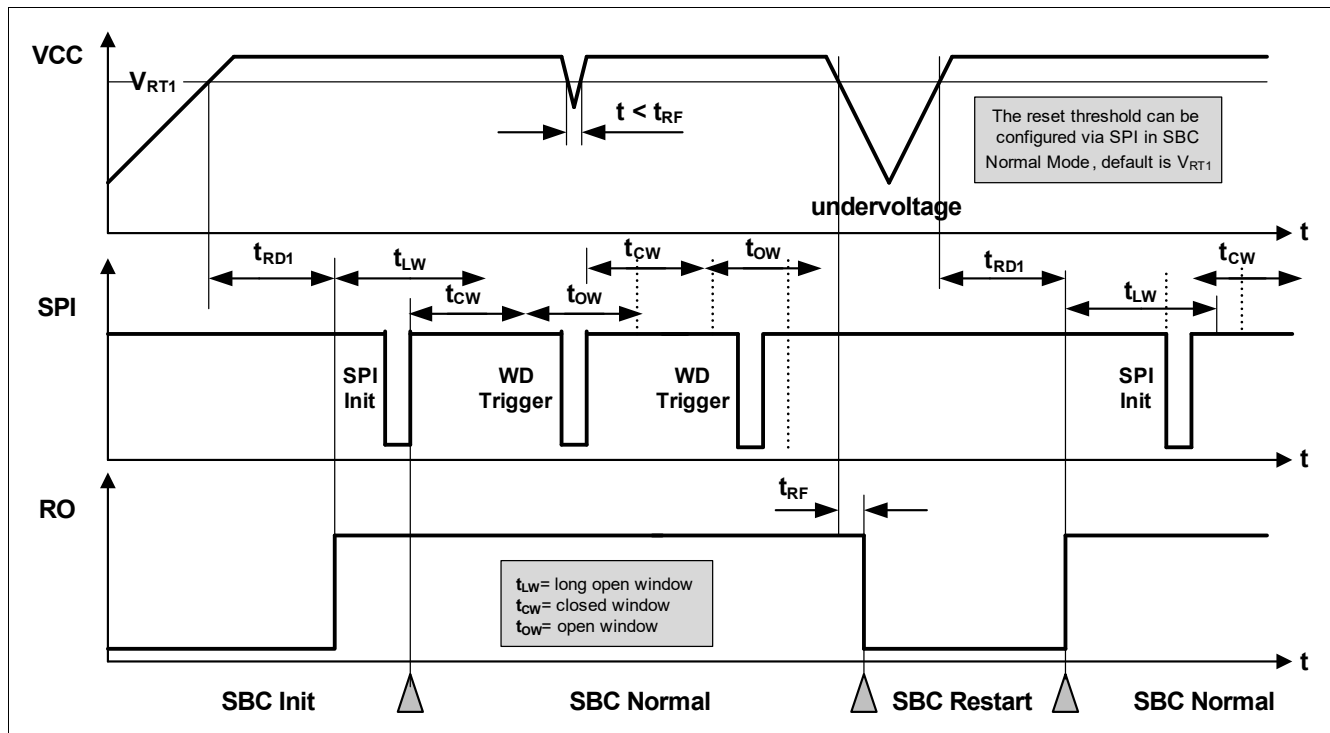 VCC
VRT1
t < tRF
The reset threshold can be
configured via SPI in SBC
Normal Mode, default is VRT1
undervoltage
t
tRD1
tLW
tCW
tOW
tCW
tOW
tRD1
tLW
tCW
SPI
SPI
Init
WD
Trigger
WD
Trigger
SPI
Init
t
RO
tRF
tLW= long open window
tCW= closed window
tOW= open window
t
SBC Init
SBC Normal
SBC Restart
SBC Normal